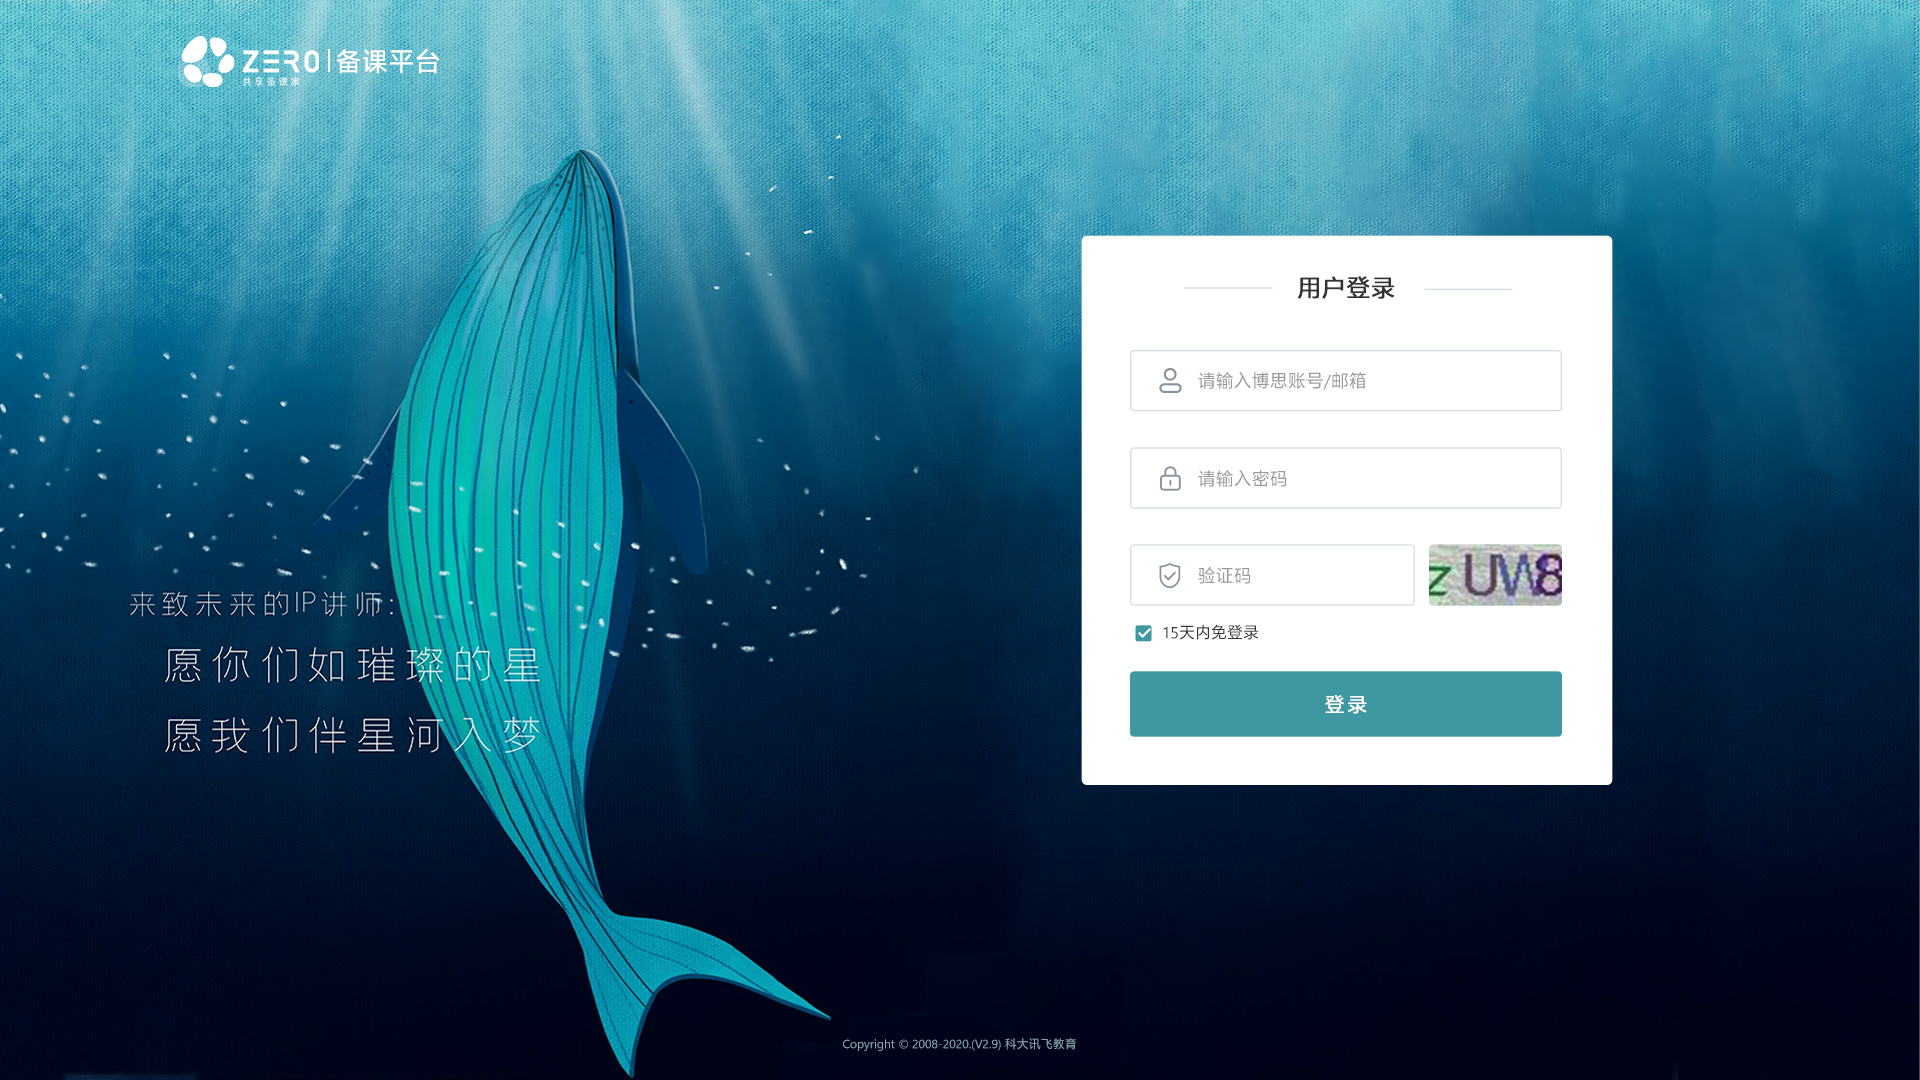 ZERO|备课平台
共享备课家
来致未来的IP讲师:
愿你们如璀璨的星
愿我们伴星河入梦
用户登录
请输入博思账号/邮箱
请输入密码
验证码
z UW8
15天内免登录
登录
Copyright © 2008-2020.(V2.9) 科大讯飞教育